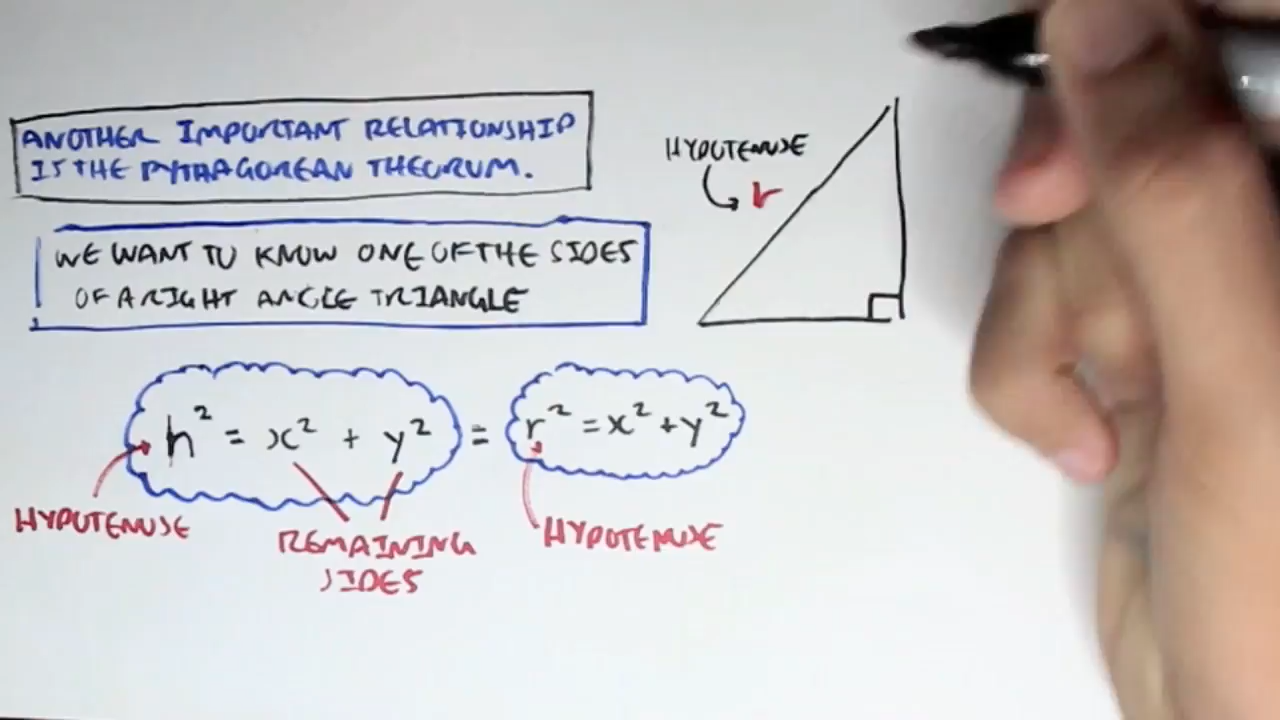 ANOTHER IMPORTANT RELATIONSHIP
IS THE PYTHAGOREAN THEORUM.
WE WANT TO KNOW ONE OF THE SIDES
OF A RIGHT ANGLE TRIANGLE
HYPOTENUSE
r
h² = x² + y² = r² = x² + y²
HYPOTENUSE
REMAINING
SIDES
HYPOTENUSE